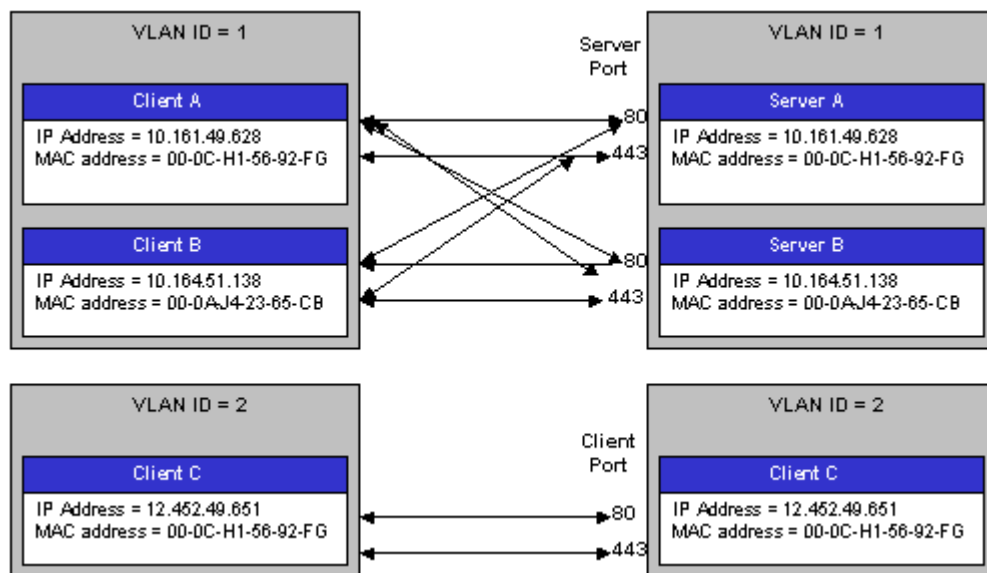 VLAN ID = 1
Client A
IP Address = 10.161.49.628
MAC address = 00-0C-H1-56-92-FG
Client B
IP Address = 10.164.51.138
MAC address = 00-0A-J4-23-65-CB
Server
Port
80
443
80
443
VLAN ID = 1
Server A
IP Address = 10.161.49.628
MAC address = 00-0C-H1-56-92-FG
Server B
IP Address = 10.164.51.138
MAC address = 00-0A-J4-23-65-CB
VLAN ID = 2
Client C
IP Address = 12.452.49.651
MAC address = 00-0C-H1-56-92-FG
Client
Port
80
443
VLAN ID = 2
Client C
IP Address = 12.452.49.651
MAC address = 00-0C-H1-56-92-FG